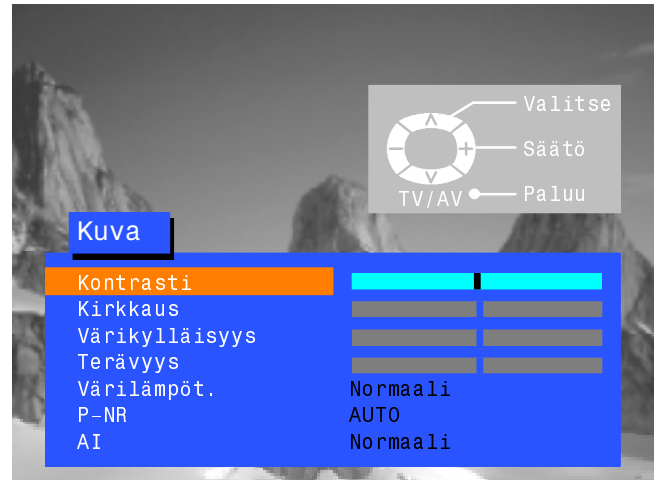 Valitse
Säätö
TV/AV Paluu
Kuva
Kontrasti
Kirkkaus
Värikylläisyys
Terävyys
Värilämpöt. Normaali
P-NR AUTO
AI Normaali